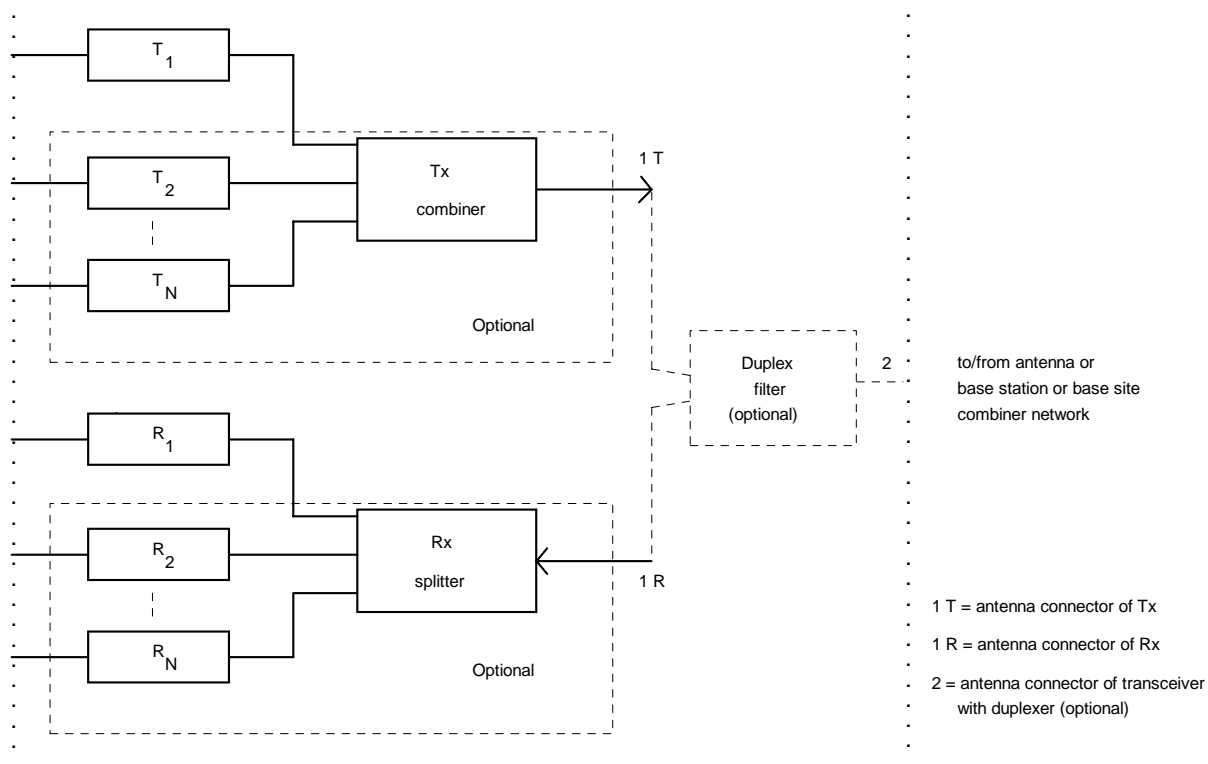 T1
1 T
T2
Tx
combiner
TN
Optional
Duplex
filter
(optional)
2
to/from antenna or
base station or base site
combiner network
R1
R2
Rx
splitter
1 R
RN
Optional
1 T = antenna connector of Tx
1 R = antenna connector of Rx
2 = antenna connector of transceiver
with duplexer (optional)